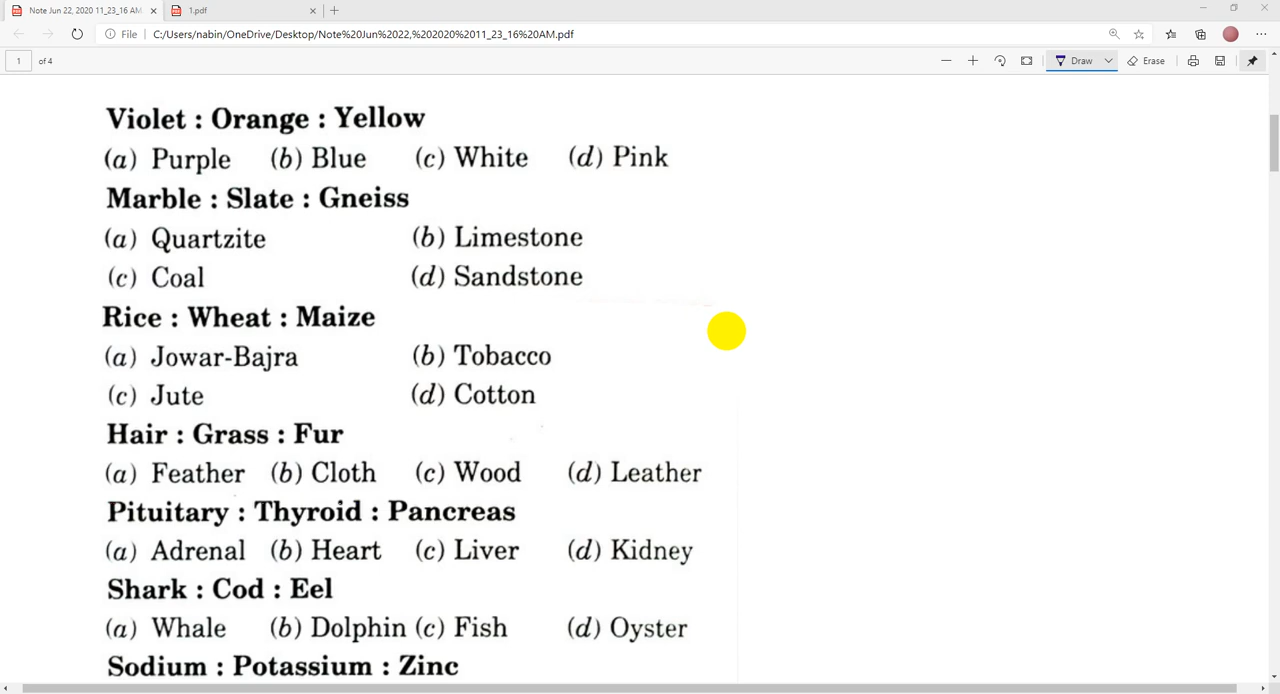 Note Jun 22, 2020 11_23_16 AM
1.pdf
File C:/Users/nabin/OneDrive/Desktop/Note%20Jun%2022,%202020%2011_23_16%20AM.pdf
1 of 4 Draw Erase
Violet : Orange : Yellow
(a) Purple (b) Blue (c) White (d) Pink
Marble : Slate : Gneiss
(a) Quartzite (b) Limestone
(c) Coal (d) Sandstone
Rice : Wheat : Maize
(a) Jowar-Bajra (b) Tobacco
(c) Jute (d) Cotton
Hair : Grass : Fur
(a) Feather (b) Cloth (c) Wood (d) Leather
Pituitary : Thyroid : Pancreas
(a) Adrenal (b) Heart (c) Liver (d) Kidney
Shark : Cod : Eel
(a) Whale (b) Dolphin (c) Fish (d) Oyster
Sodium : Potassium : Zinc